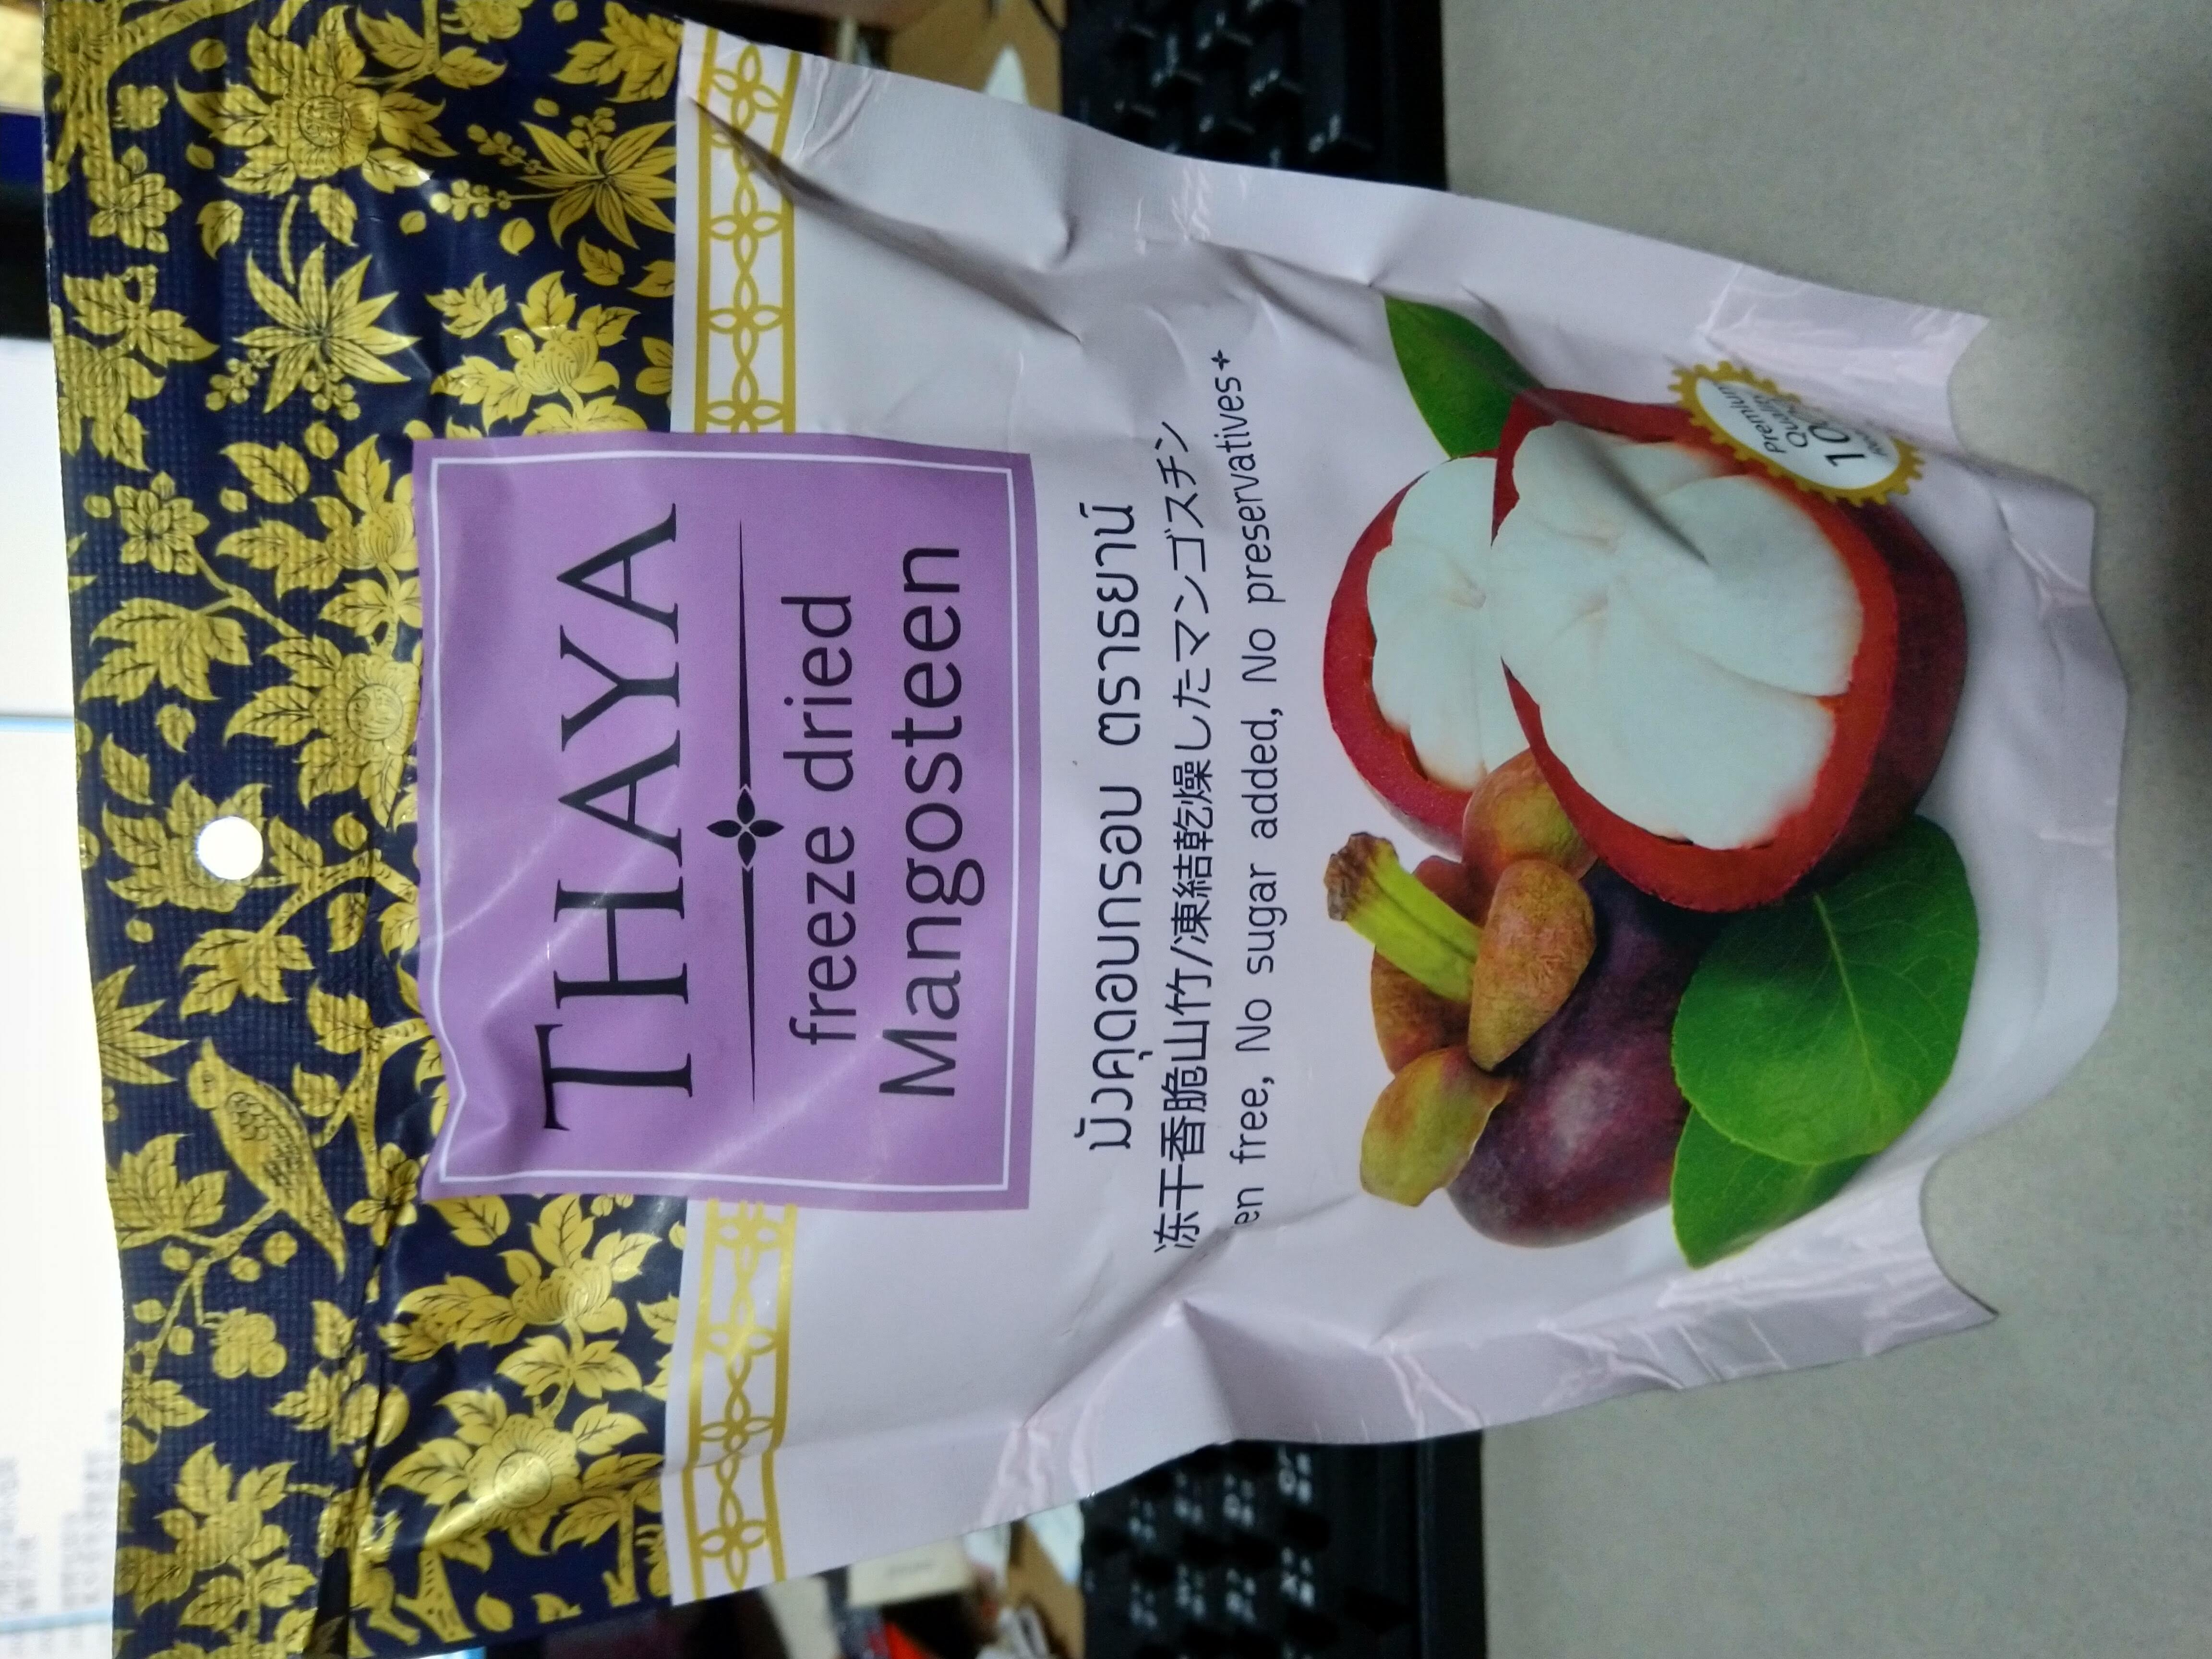 THAYA
freeze dried
Mangosteen
มังคุดอบกรอบ ตราธยาน์
冻干香脆山竹/凍結乾燥したマンゴスチン
en free, No sugar added, No preservatives+
Premium
Quality